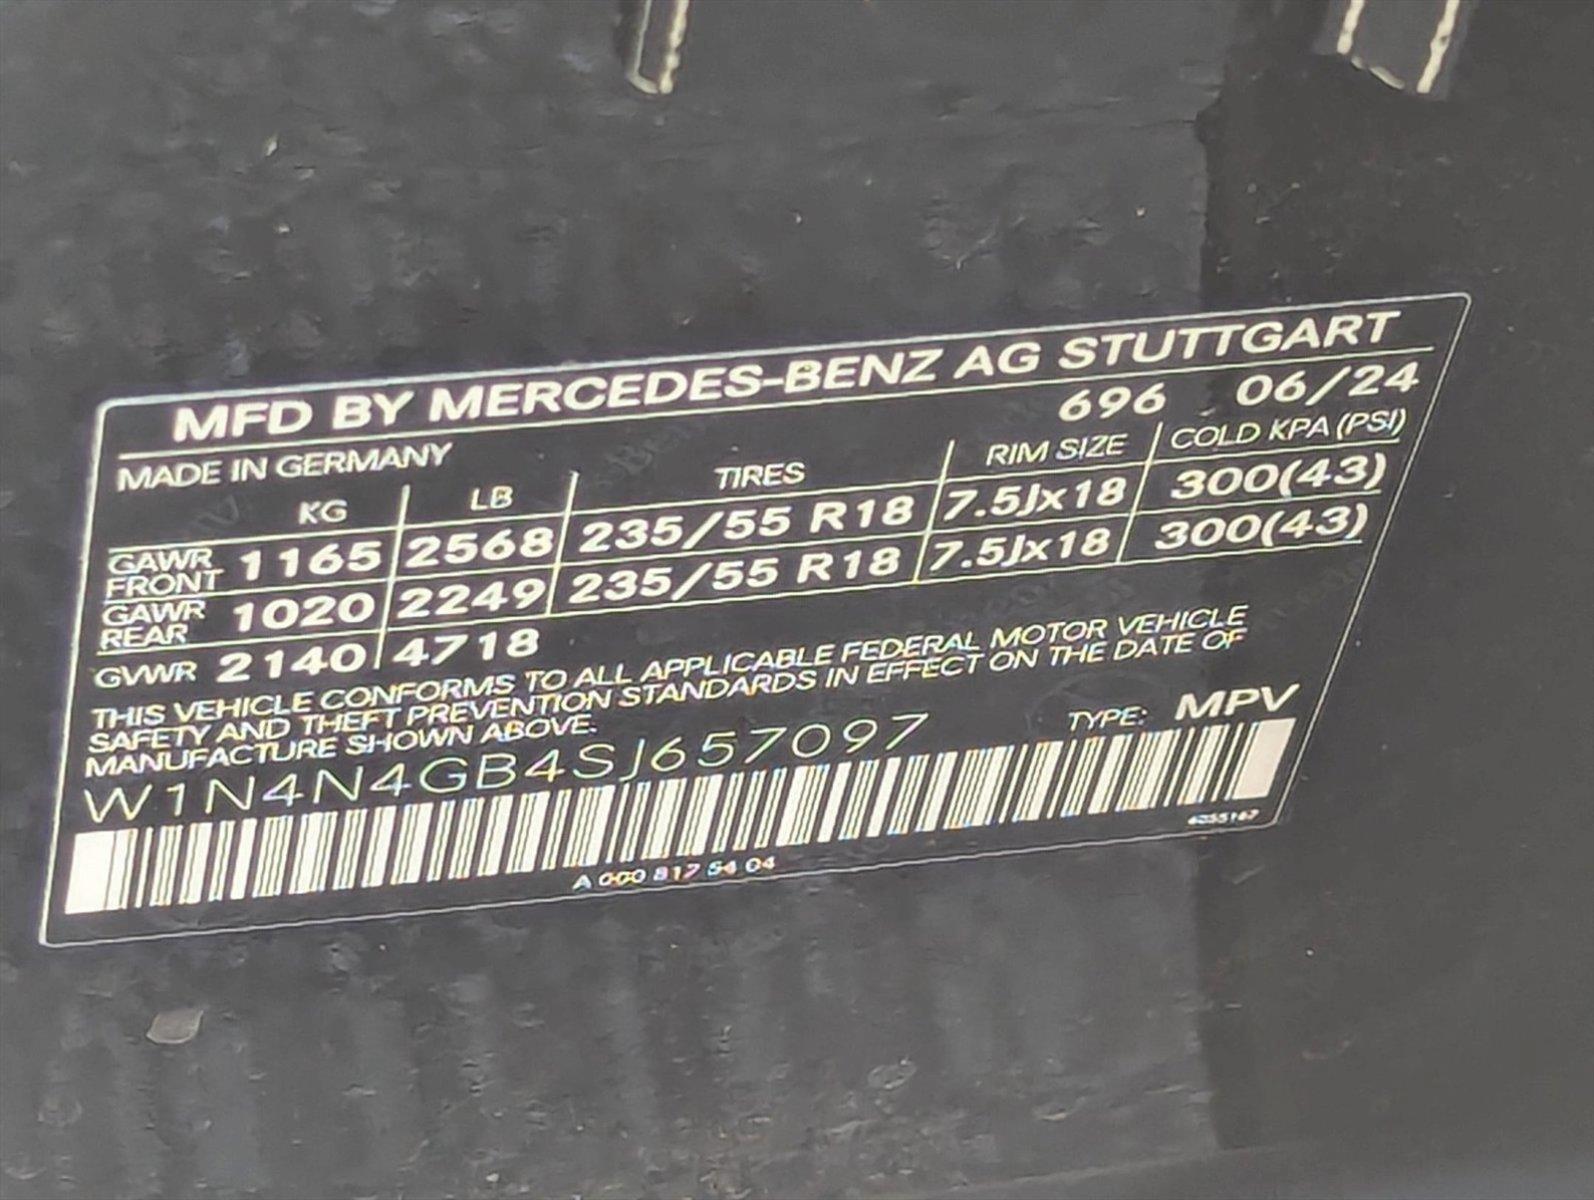 MFD BY MERCEDES-BENZ AG STUTTGART
MADE IN GERMANY 696 06/24
KG LB TIRES RIM SIZE COLD KPA (PSI)
GAWR FRONT 1165 2568 235/55 R18 7.5Jx18 300(43)
GAWR REAR 1020 2249 235/55 R18 7.5Jx18 300(43)
GVWR 2140 4718
THIS VEHICLE CONFORMS TO ALL APPLICABLE FEDERAL MOTOR VEHICLE
SAFETY AND THEFT PREVENTION STANDARDS IN EFFECT ON THE DATE OF
MANUFACTURE SHOWN ABOVE.
W1N4N4GB4SJ657097 TYPE: MPV
A 000 817 54 04